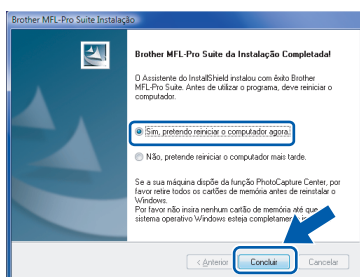 Brother MFL-Pro Suite Instalação
Brother MFL-Pro Suite da Instalação Completada!
O Assistente do InstallShield instalou com êxito Brother
MFL-Pro Suite. Antes de utilizar o programa, deve reiniciar o
computador.
Sim, pretendo reiniciar o computador agora.
Não, pretende reiniciar o computador mais tarde.
Se a sua máquina dispõe da função PhotoCapture Center, por
favor retire todos os cartões de memória antes de reinstalar o
Windows.
Por favor não insira nenhum cartão de memória até que
sistema operativo Windows esteja completamente
< Anterior
Concluir
Cancelar